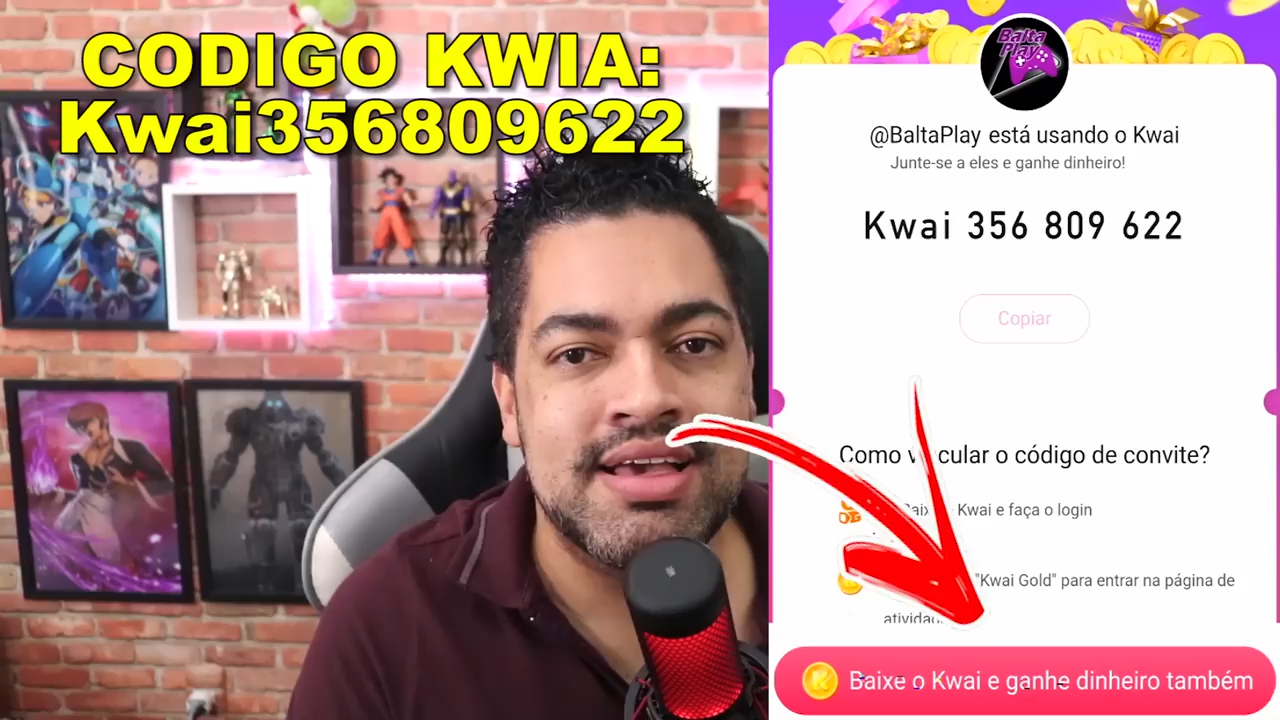 CODIGO KWIA:
Kwai356809622
Balta
Play
@BaltaPlay está usando o Kwai
Junte-se a eles e ganhe dinheiro!
Kwai 356 809 622
Copiar
Como cular o código de convite?
Kwai e faça o login
"Kwai Gold" para entrar na página de
Baixe o Kwai e ganhe dinheiro também